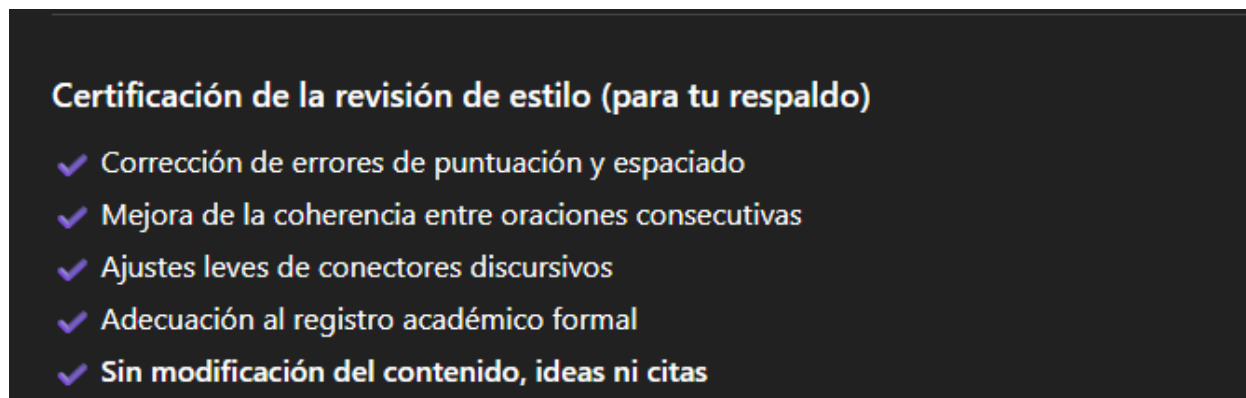 Certificación de la revisión de estilo (para tu respaldo)
Corrección de errores de puntuación y espaciado
Mejora de la coherencia entre oraciones consecutivas
Ajustes leves de conectores discursivos
Adecuación al registro académico formal
Sin modificación del contenido, ideas ni citas